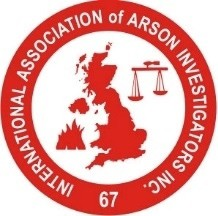 INTERNATIONAL ASSOCIATION of ARSON INVESTIGATORS INC.
67